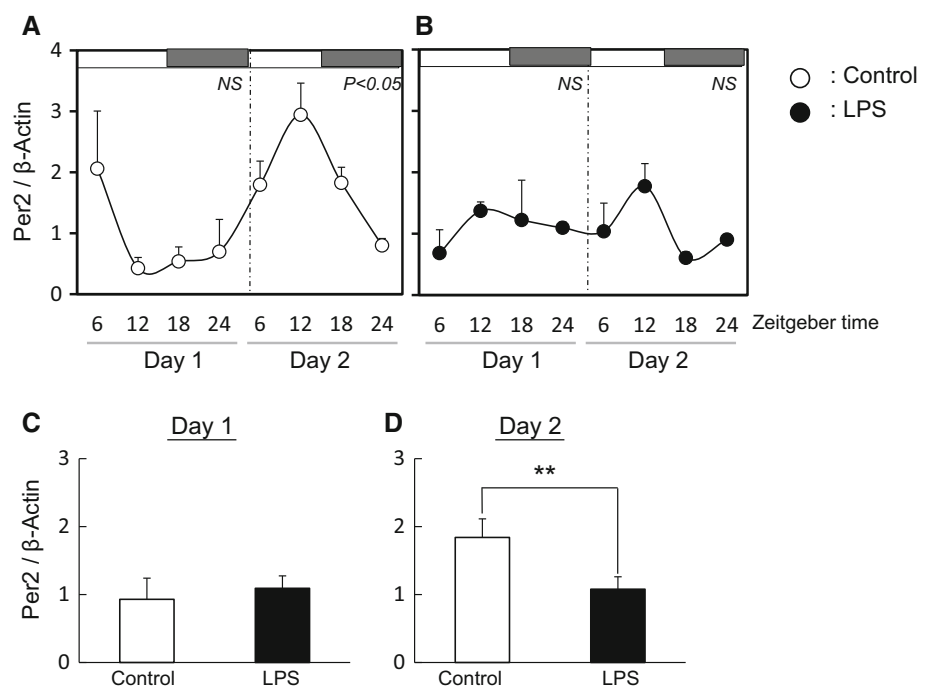 A
B
4
3
2
1
0
Per2 / β-Actin
NS
P<0.05
NS
NS
: Control
: LPS
6 12 18 24 6 12 18 24
6 12 18 24 6 12 18 24
Zeitgeber time
Day 1
Day 2
Day 1
Day 2
C
Day 1
D
Day 2
3
2
1
0
Per2 / β-Actin
Control
LPS
3
2
1
0
**
Control
LPS